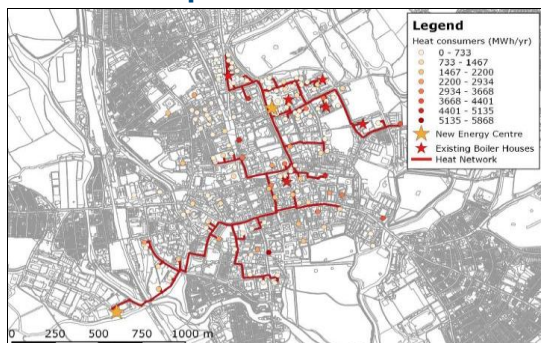 Legend
Heat consumers (MWh/yr)
0 - 733
733 - 1467
1467 - 2200
2200 - 2934
2934 - 3668
3668 - 4401
4401 - 5135
5135 - 5868
New Energy Centre
Existing Boiler Houses
Heat Network
0 250 500 750 1000 m